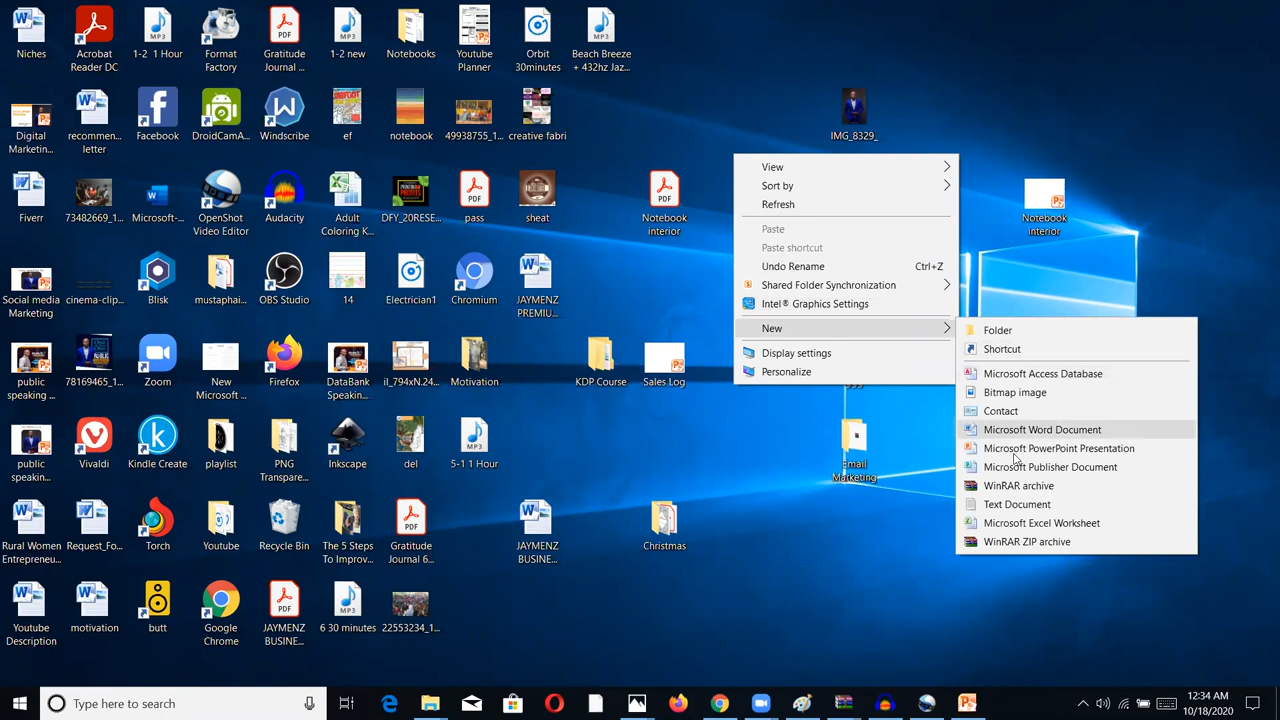 Niches
Acrobat
Reader DC
1-2  1 Hour
Format
Factory
Gratitude
Journal ...
1-2 new
Notebooks
Youtube
Planner
Orbit
30minutes
Beach Breeze
+ 432hz Jaz...
Digital
Marketin...
recommen...
letter
Facebook
DroidCamA...
Windscribe
ef
notebook
49938755_1...
creative fabri
IMG_8329_
Fiverr
73482669_1...
Microsoft-...
OpenShot
Video Editor
Audacity
Adult
Coloring K...
DFY_20RESE...
pass
sheat
Notebook
interior
Notebook
interior
Social media
Marketing
cinema-clip...
Blisk
mustaphai...
OBS Studio
14
Electrician1
Chromium
JAYMENZ
PREMIU...
public
speaking ...
78169465_1...
Zoom
New
Microsoft ...
Firefox
DataBank
Inspiratio...
il_794xN.24...
Motivation
KDP Course
Sales Log
public
speakin...
Vivaldi
Kindle Create
playlist
PNG
Transpare...
Inkscape
del
5-1 1 Hour
Email
Marketing
Rural Women
Entrepreneu...
Request_Fo...
Torch
Youtube
Recycle Bin
The 5 Steps
To Improv...
Gratitude
Journal 6...
JAYMENZ
BUSINE...
Christmas
Youtube
Description
motivation
butt
Google
Chrome
JAYMENZ
BUSINE...
6 30 minutes
22553234_1...
View
Sort by
Refresh
Paste
Paste shortcut
Undo Rename Ctrl+Z
Shared Folder Synchronization
Intel® Graphics Settings
New
Display settings
Personalize
Folder
Shortcut
Microsoft Access Database
Bitmap image
Contact
Microsoft Word Document
Microsoft PowerPoint Presentation
Microsoft Publisher Document
WinRAR archive
Text Document
Microsoft Excel Worksheet
WinRAR ZIP archive
Type here to search
12:34 AM
10/18/2020